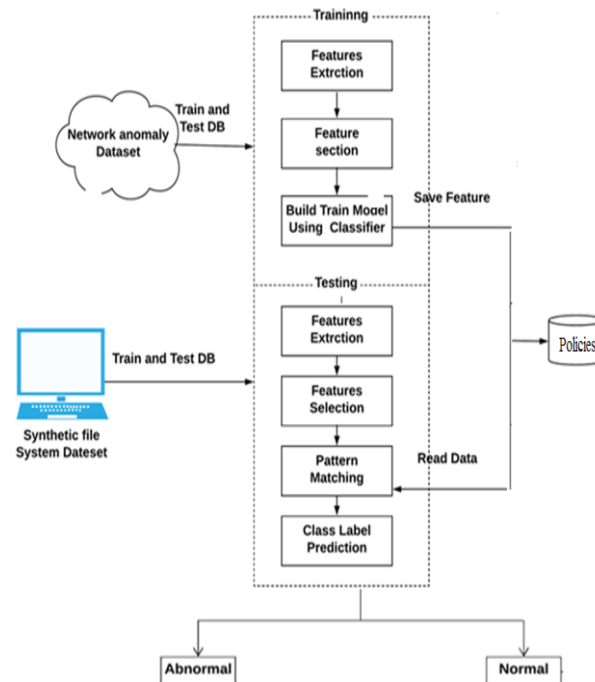 Traininng
Features
Extrction
Train and
Test DB
Network anomaly
Dataset
Feature
section
Build Train Model
Using Classifier
Save Feature
Testing
Features
Extrction
Policies
Train and Test DB
Features
Selection
Synthetic file
System Dateset
Pattern
Matching
Read Data
Class Label
Prediction
Abnormal
Normal